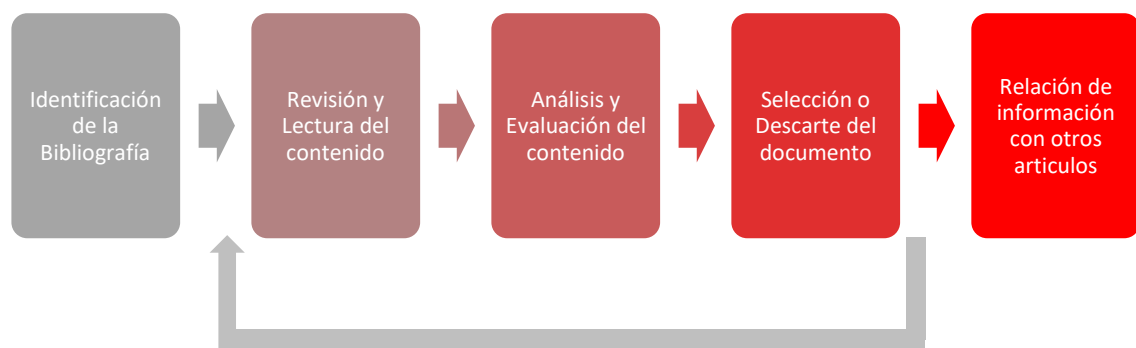 Identificación
de la
Bibliografía
Revisión y
Lectura del
contenido
Análisis y
Evaluación del
contenido
Selección o
Descarte del
documento
Relación de
información
con otros
articulos